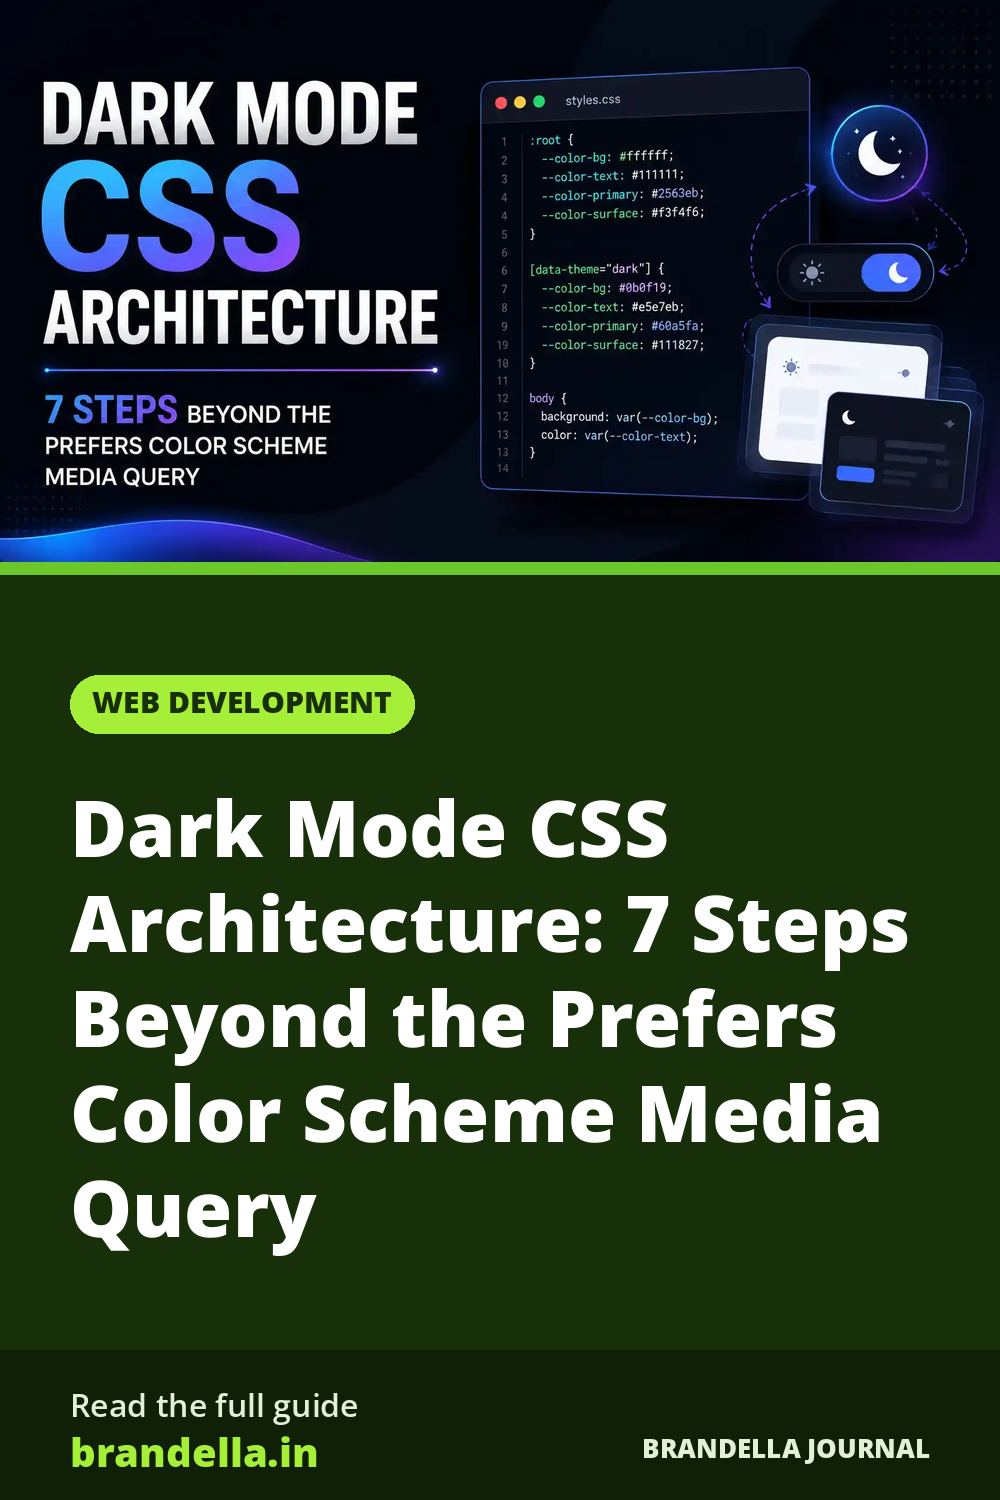 DARK MODE
CSS
ARCHITECTURE
7 STEPS BEYOND THE
PREFERS COLOR SCHEME
MEDIA QUERY
styles.css
1 :root {
2 --color-bg: #ffffff;
3 --color-text: #111111;
4 --color-primary: #2563eb;
4 --color-surface: #f3f4f6;
5 }
6
6 [data-theme="dark"] {
7 --color-bg: #0b0f19;
8 --color-text: #e5e7eb;
9 --color-primary: #60a5fa;
19 --color-surface: #111827;
10 }
11
12 body {
12 background: var(--color-bg);
13 color: var(--color-text);
13 }
14
WEB DEVELOPMENT
Dark Mode CSS
Architecture: 7 Steps
Beyond the Prefers
Color Scheme Media
Query
Read the full guide
brandella.in
BRANDELLA JOURNAL